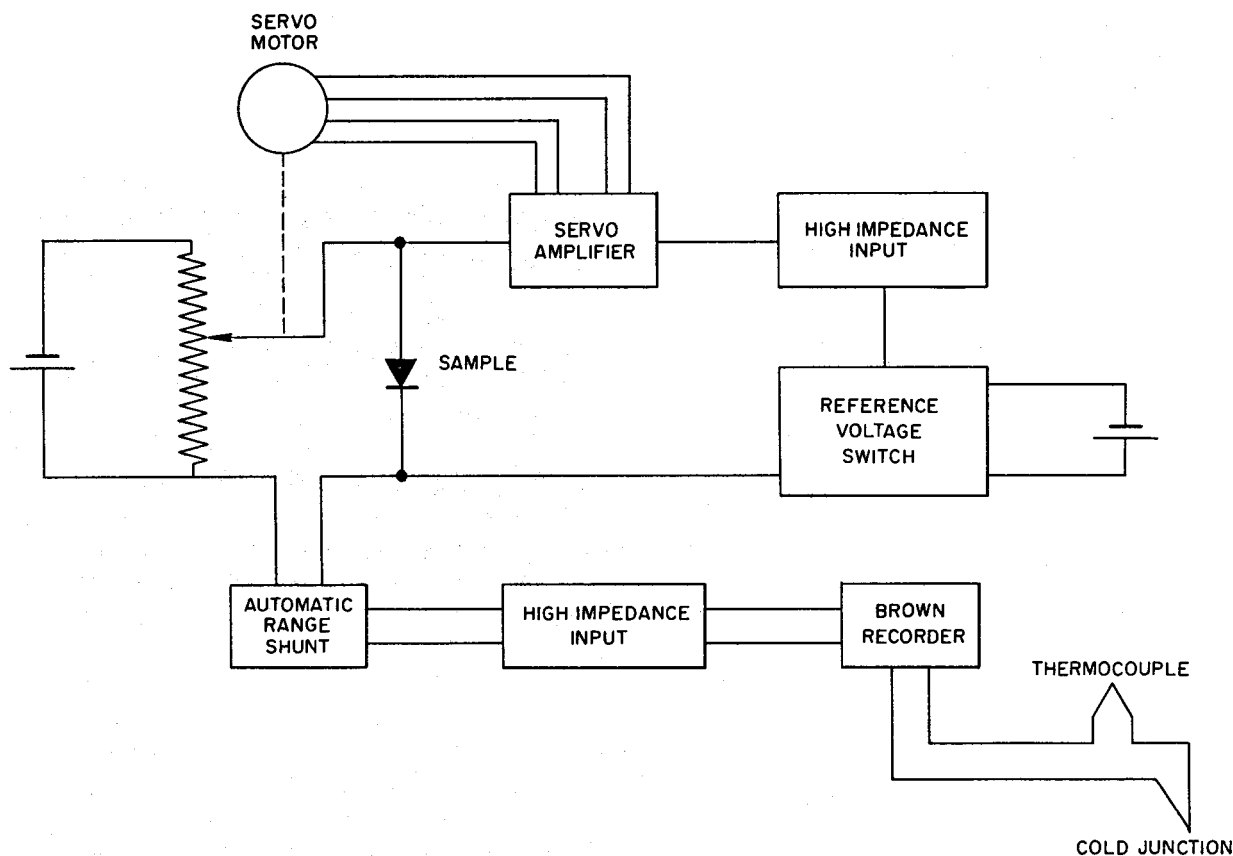 SERVO
MOTOR
SERVO
AMPLIFIER
HIGH IMPEDANCE
INPUT
SAMPLE
REFERENCE
VOLTAGE
SWITCH
AUTOMATIC
RANGE
SHUNT
HIGH IMPEDANCE
INPUT
BROWN
RECORDER
THERMOCOUPLE
COLD JUNCTION